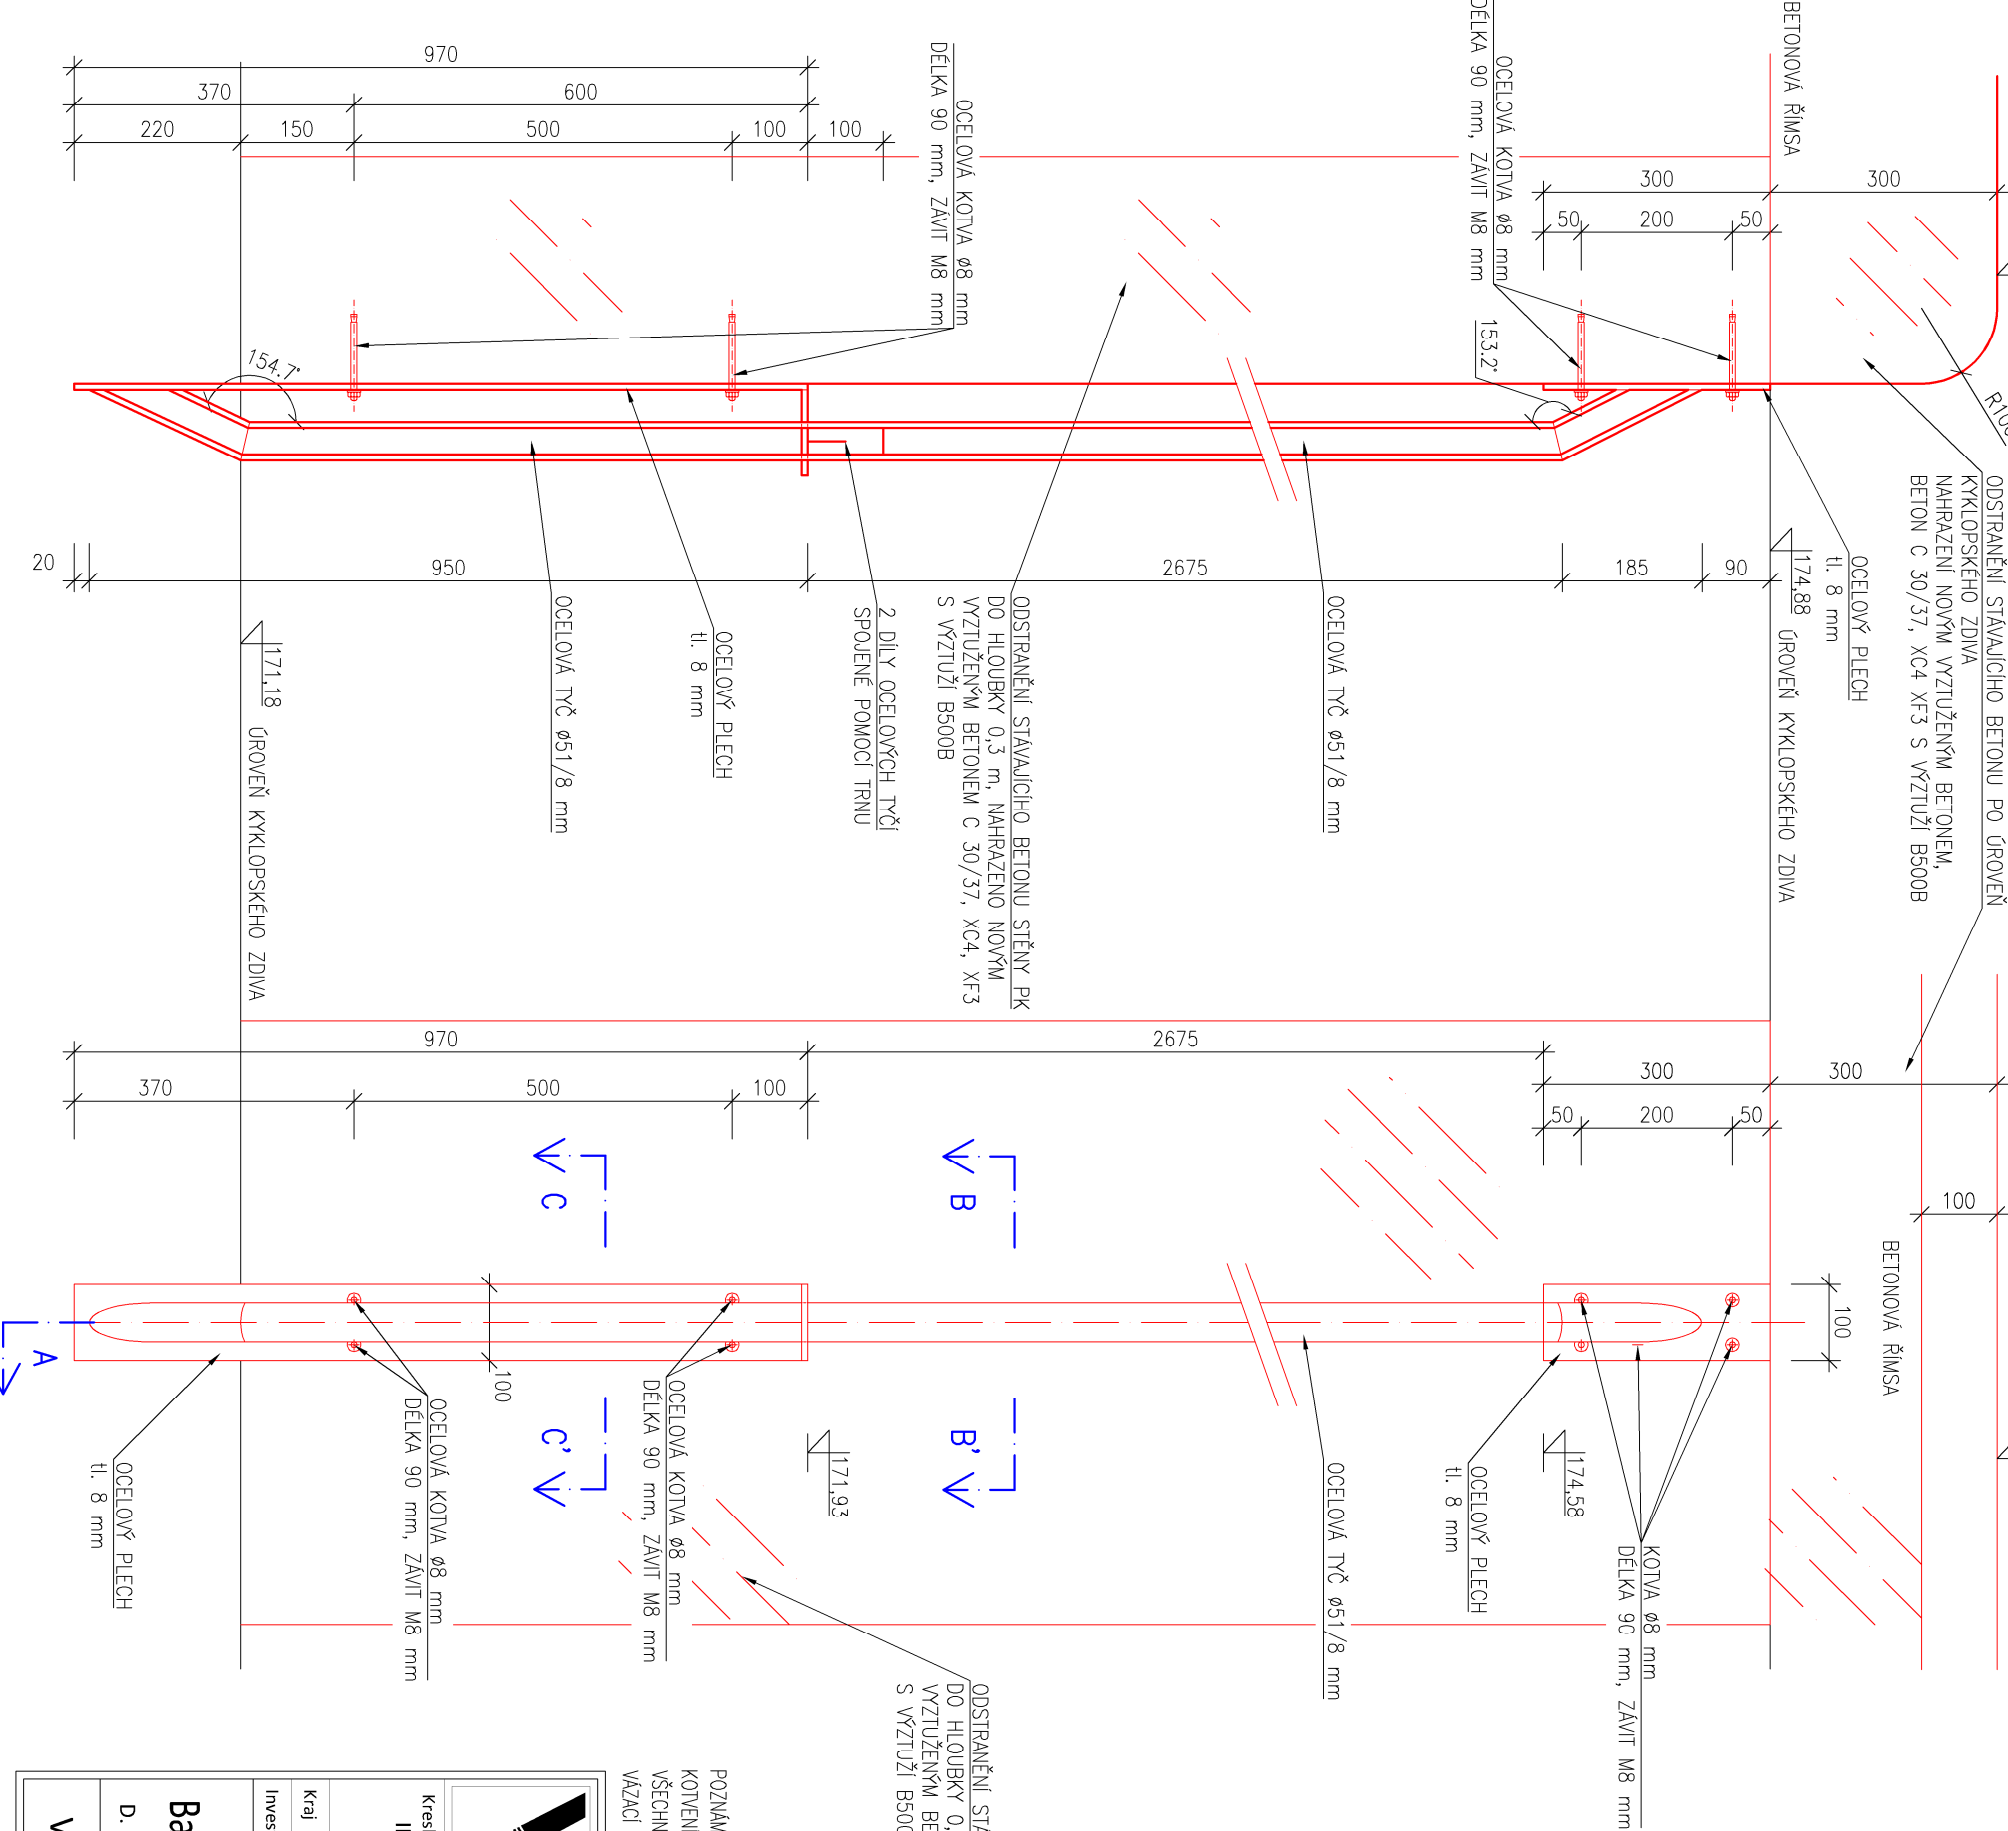 BETONOVÁ ŘÍMSA
OCELOVÁ KOTVA ø8 mm
DÉLKA 90 mm, ZÁVIT M8 mm
OCELOVÁ KOTVA ø8 mm
DÉLKA 90 mm, ZÁVIT M8 mm
970
370
600
220
150
500
100
100
300
300
50
200
50
154.7°
153.2°
ODSTRANĚNÍ STÁVAJÍCÍHO BETONU PO ÚROVEŇ
KYKLOPSKÉHO ZDIVA
NAHRAZENÍ NOVÝM VYZTUŽENÝM BETONEM,
BETON C 30/37, XC4 XF3 S VÝZTUŽÍ B500B
OCELOVÝ PLECH
tl. 8 mm
174,88
ÚROVEŇ KYKLOPSKÉHO ZDIVA
20
950
2675
185
90
OCELOVÁ TYČ ø51/8 mm
ODSTRANĚNÍ STÁVAJÍCÍHO BETONU STĚNY PK
DO HLOUBKY 0,3 m, NAHRAZENO NOVÝM
VYZTUŽENÝM BETONEM C 30/37, XC4, XF3
S VÝZTUŽÍ B500B
2 DÍLY OCELOVÝCH TYČÍ
SPOJENÉ POMOCÍ TRNU
OCELOVÝ PLECH
tl. 8 mm
OCELOVÁ TYČ ø51/8 mm
171,18
ÚROVEŇ KYKLOPSKÉHO ZDIVA
970
2675
370
500
100
300
300
50
200
50
100
BETONOVÁ ŘÍMSA
100
C
B
A
100
C'
B'
171,93
174,58
OCELOVÝ PLECH
tl. 8 mm
OCELOVÁ KOTVA ø8 mm
DÉLKA 90 mm, ZÁVIT M8 mm
OCELOVÁ KOTVA ø8 mm
DÉLKA 90 mm, ZÁVIT M8 mm
OCELOVÁ TYČ ø51/8 mm
OCELOVÝ PLECH
tl. 8 mm
KOTVA ø8 mm
DÉLKA 90 mm, ZÁVIT M8 mm
ODSTRANĚNÍ
DO HLOUBKY 0,
VYZTUŽENÝM
S VÝZTUŽÍ
VÁZACÍ
Kraj
D.